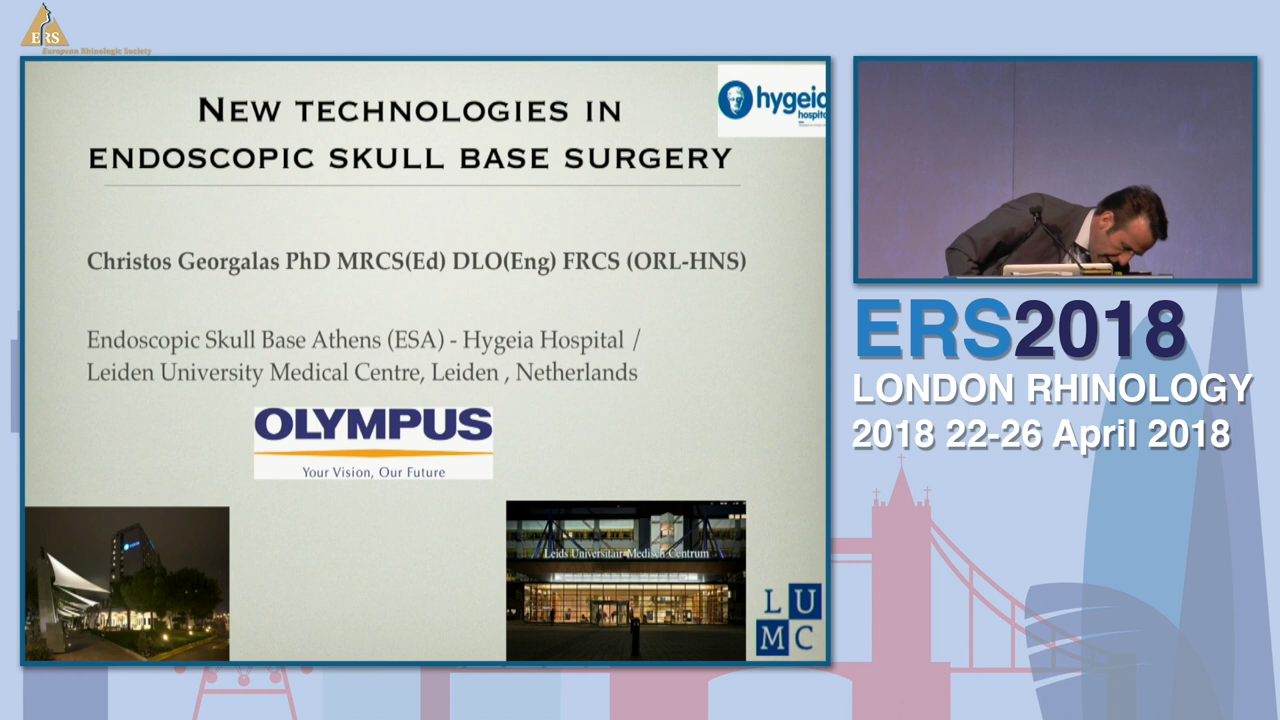 ERS
European Rhinologic Society
NEW TECHNOLOGIES IN
ENDOSCOPIC SKULL BASE SURGERY
hygeia
hospital
Christos Georgalas PhD MRCS(Ed) DLO(Eng) FRCS (ORL-HNS)
Endoscopic Skull Base Athens (ESA) - Hygeia Hospital /
Leiden University Medical Centre, Leiden , Netherlands
OLYMPUS
Your Vision, Our Future
Leids Universitair Medisch Centrum
L U
M C
ERS2018
LONDON RHINOLOGY
2018 22-26 April 2018